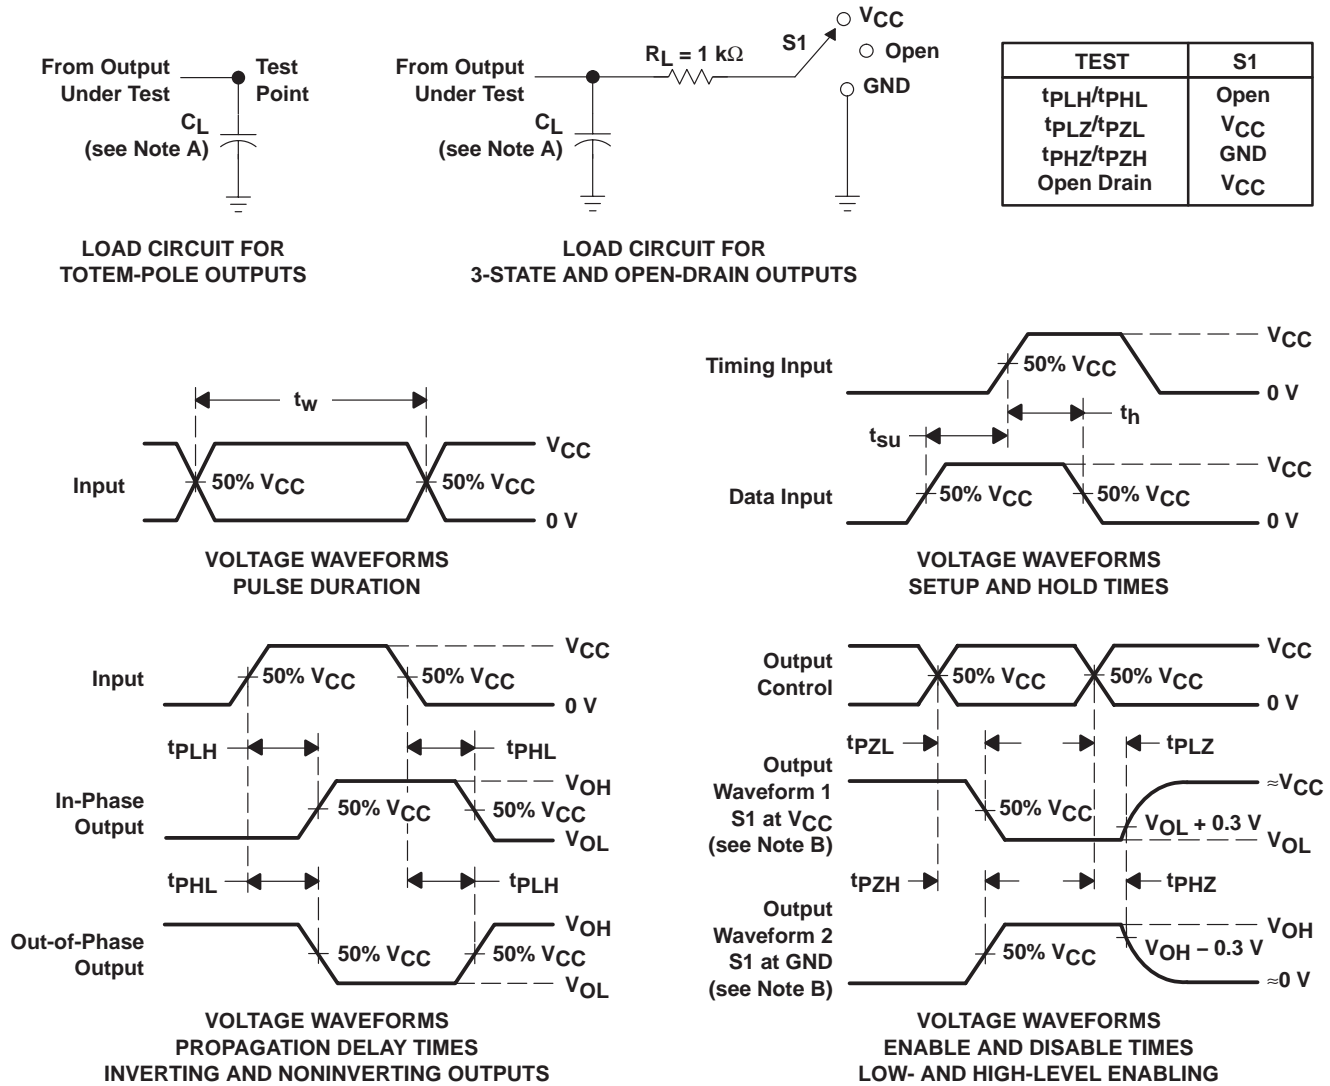 From Output
Under Test
Test
Point
CL
(see Note A)
LOAD CIRCUIT FOR
TOTEM-POLE OUTPUTS
From Output
Under Test
RL = 1 kΩ
S1
VCC
Open
GND
CL
(see Note A)
LOAD CIRCUIT FOR
3-STATE AND OPEN-DRAIN OUTPUTS
TEST S1
tPLH/tPHL Open
tPLZ/tPZL VCC
tPHZ/tPZH GND
Open Drain VCC
tw
Input
50% VCC
50% VCC
VCC
0 V
VOLTAGE WAVEFORMS
PULSE DURATION
Timing Input
50% VCC
VCC
0 V
tsu
th
Data Input
50% VCC
50% VCC
VCC
0 V
VOLTAGE WAVEFORMS
SETUP AND HOLD TIMES
Input
50% VCC
50% VCC
VCC
0 V
tPLH
tPHL
In-Phase
Output
50% VCC
50% VCC
VOH
VOL
tPHL
tPLH
Out-of-Phase
Output
50% VCC
50% VCC
VOH
VOL
VOLTAGE WAVEFORMS
PROPAGATION DELAY TIMES
INVERTING AND NONINVERTING OUTPUTS
Output
Control
50% VCC
50% VCC
VCC
0 V
tPZL
tPLZ
Output
Waveform 1
S1 at VCC
(see Note B)
50% VCC
VOL + 0.3 V
≈VCC
VOL
tPZH
tPHZ
Output
Waveform 2
S1 at GND
(see Note B)
50% VCC
VOH − 0.3 V
VOH
≈0 V
VOLTAGE WAVEFORMS
ENABLE AND DISABLE TIMES
LOW- AND HIGH-LEVEL ENABLING